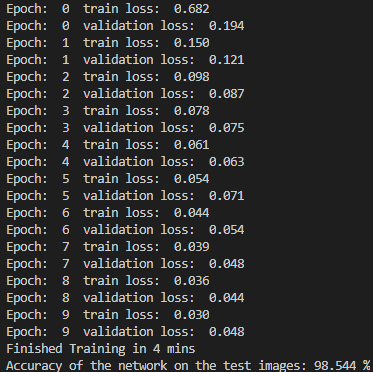 Epoch:  0  train loss:  0.682
Epoch:  0  validation loss:  0.194
Epoch:  1  train loss:  0.150
Epoch:  1  validation loss:  0.121
Epoch:  2  train loss:  0.098
Epoch:  2  validation loss:  0.087
Epoch:  3  train loss:  0.078
Epoch:  3  validation loss:  0.075
Epoch:  4  train loss:  0.061
Epoch:  4  validation loss:  0.063
Epoch:  5  train loss:  0.054
Epoch:  5  validation loss:  0.071
Epoch:  6  train loss:  0.044
Epoch:  6  validation loss:  0.054
Epoch:  7  train loss:  0.039
Epoch:  7  validation loss:  0.048
Epoch:  8  train loss:  0.036
Epoch:  8  validation loss:  0.044
Epoch:  9  train loss:  0.030
Epoch:  9  validation loss:  0.048
Finished Training in 4 mins
Accuracy of the network on the test images: 98.544 %